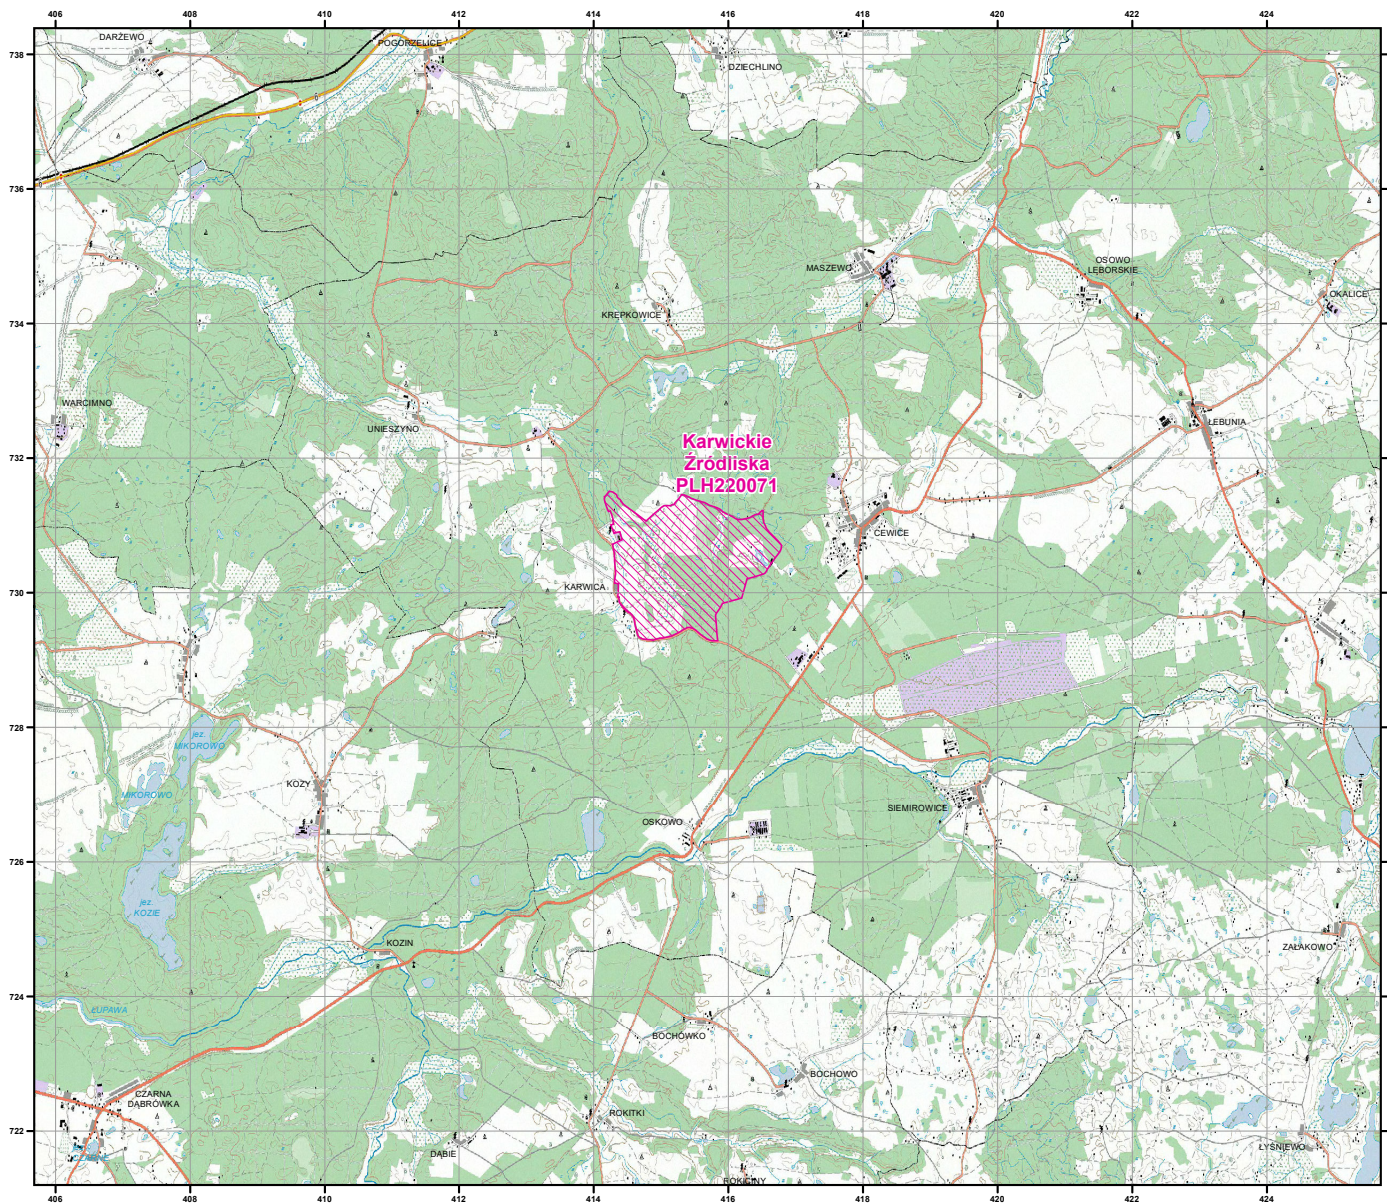 406 408 410 412 414 416 418 420 422 424
738
DARŻEWO
POGORZELICE
DZIECHLINO
736
MASZEWO
OSOWO
LĘBORSKIE
OKALICE
734
KRĘPKOWICE
WARCIMNO
UNIESZYNO
ŁEBUNIA
732
Karwickie
Źródliska
PLH220071
CEWICE
730
KARWICA
728
jez.
MIKOROWO
MIKOROWO
KOZY
SIEMIROWICE
OSKOWO
726
jez.
KOZIE
KOZIN
ZAŁAKOWO
724
ŁUPAWA
BOCHÓWKO
BOCHOWO
CZARNA
DĄBRÓWKA
ROKITKI
722
DĄBIE
ŁYŚNIEWO
ROKICINY
406 408 410 412 414 416 418 420 422 424